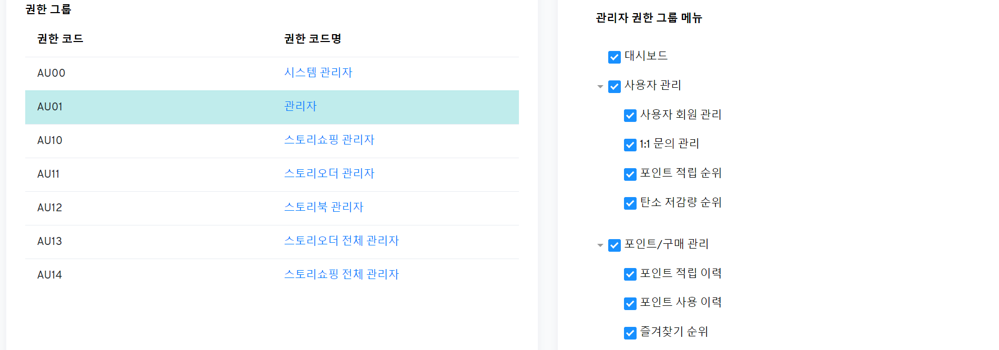 권한 그룹
권한 코드 권한 코드명
AU00 시스템 관리자
AU01 관리자
AU10 스토리쇼핑 관리자
AU11 스토리오더 관리자
AU12 스토리북 관리자
AU13 스토리오더 전체 관리자
AU14 스토리쇼핑 전체 관리자
관리자 권한 그룹 메뉴
대시보드
사용자 관리
사용자 회원 관리
1:1 문의 관리
포인트 적립 순위
탄소 저감량 순위
포인트/구매 관리
포인트 적립 이력
포인트 사용 이력
즐겨찾기 순위